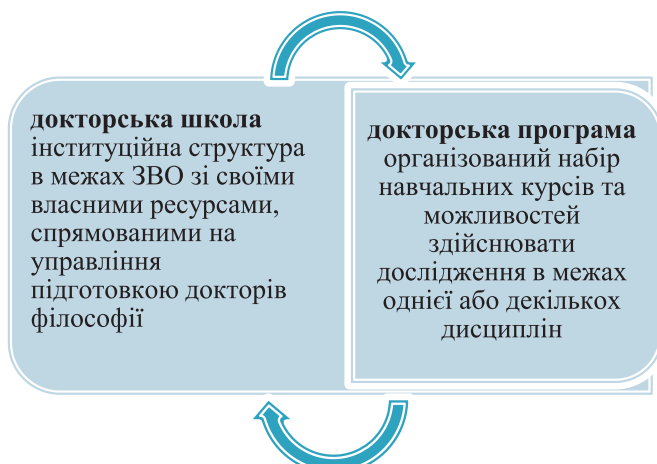 докторська школа
інституційна структура
в межах ЗВО зі своїми
власними ресурсами,
спрямованими на
управління
підготовкою докторів
філософії
докторська програма
організований набір
навчальних курсів та
можливостей
здійснювати
дослідження в межах
однієї або декількох
дисциплін